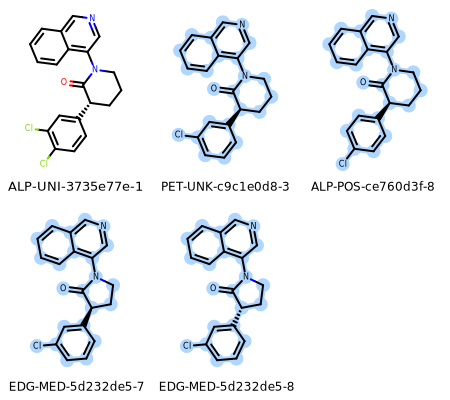 N
N
N
N
N
N
O
O
O
Cl
Cl
Cl
Cl
ALP-UNI-3735e77e-1 PET-UNK-c9c1e0d8-3 ALP-POS-ce760d3f-8
N
N
N
N
O
O
Cl
Cl
EDG-MED-5d232de5-7 EDG-MED-5d232de5-8